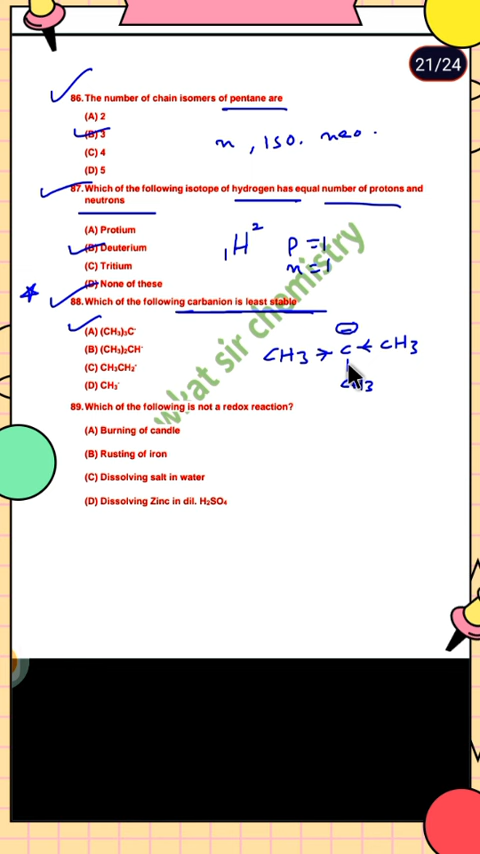 21/24
86. The number of chain isomers of pentane are
(A) 2
(B) 3
(C) 4
(D) 5
n, iso. neo.
87. Which of the following isotope of hydrogen has equal number of protons and
neutrons
(A) Protium
(B) Deuterium
(C) Tritium
(D) None of these
₁H² P = 1
n = 1
88. Which of the following carbanion is least stable
(A) (CH₃)₃C⁻
(B) (CH₃)₂CH⁻
(C) CH₃CH₂⁻
(D) CH₃⁻
CH3 → C ← CH3
CH3
89. Which of the following is not a redox reaction?
(A) Burning of candle
(B) Rusting of iron
(C) Dissolving salt in water
(D) Dissolving Zinc in dil. H₂SO₄
sir chemistry